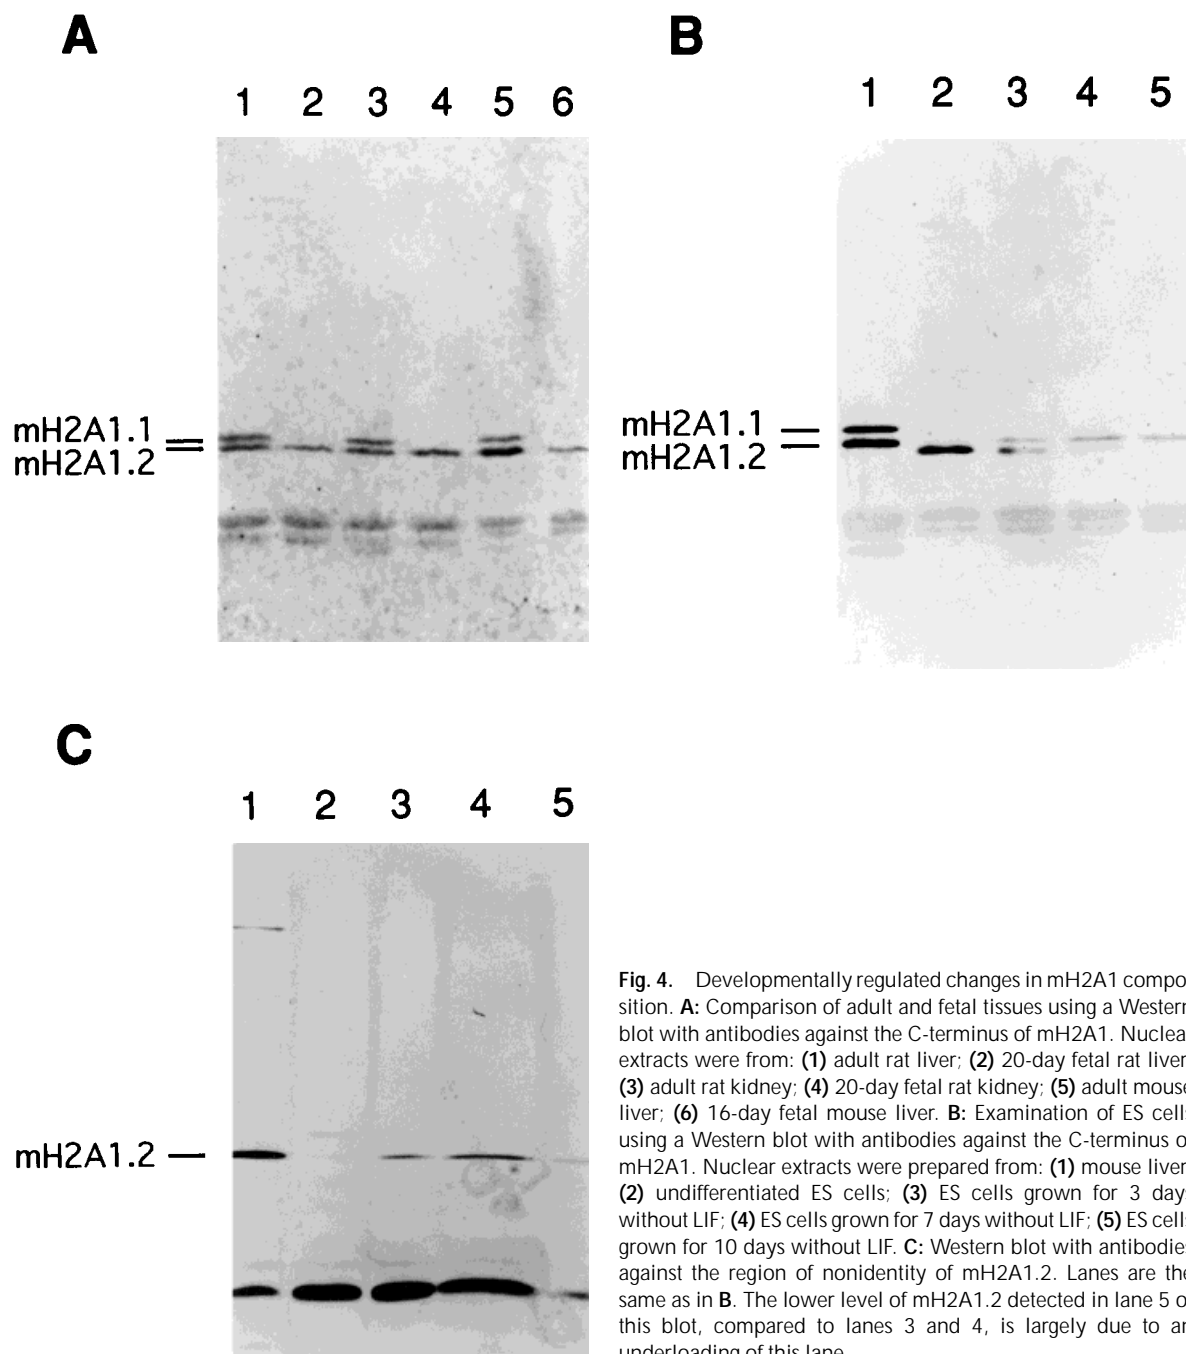 A
1 2 3 4 5 6
mH2A1.1
mH2A1.2
B
1 2 3 4 5
mH2A1.1
mH2A1.2
C
1 2 3 4 5
mH2A1.2
Fig. 4. Developmentally regulated changes in mH2A1 compo
sition. A: Comparison of adult and fetal tissues using a Western
blot with antibodies against the C-terminus of mH2A1. Nuclea
extracts were from: (1) adult rat liver; (2) 20-day fetal rat liver
(3) adult rat kidney; (4) 20-day fetal rat kidney; (5) adult mouse
liver; (6) 16-day fetal mouse liver. B: Examination of ES cell
using a Western blot with antibodies against the C-terminus o
mH2A1. Nuclear extracts were prepared from: (1) mouse liver
(2) undifferentiated ES cells; (3) ES cells grown for 3 day
without LIF; (4) ES cells grown for 7 days without LIF; (5) ES cell
grown for 10 days without LIF. C: Western blot with antibodie
against the region of nonidentity of mH2A1.2. Lanes are the
same as in B. The lower level of mH2A1.2 detected in lane 5 o
this blot, compared to lanes 3 and 4, is largely due to a
underloading of this lane